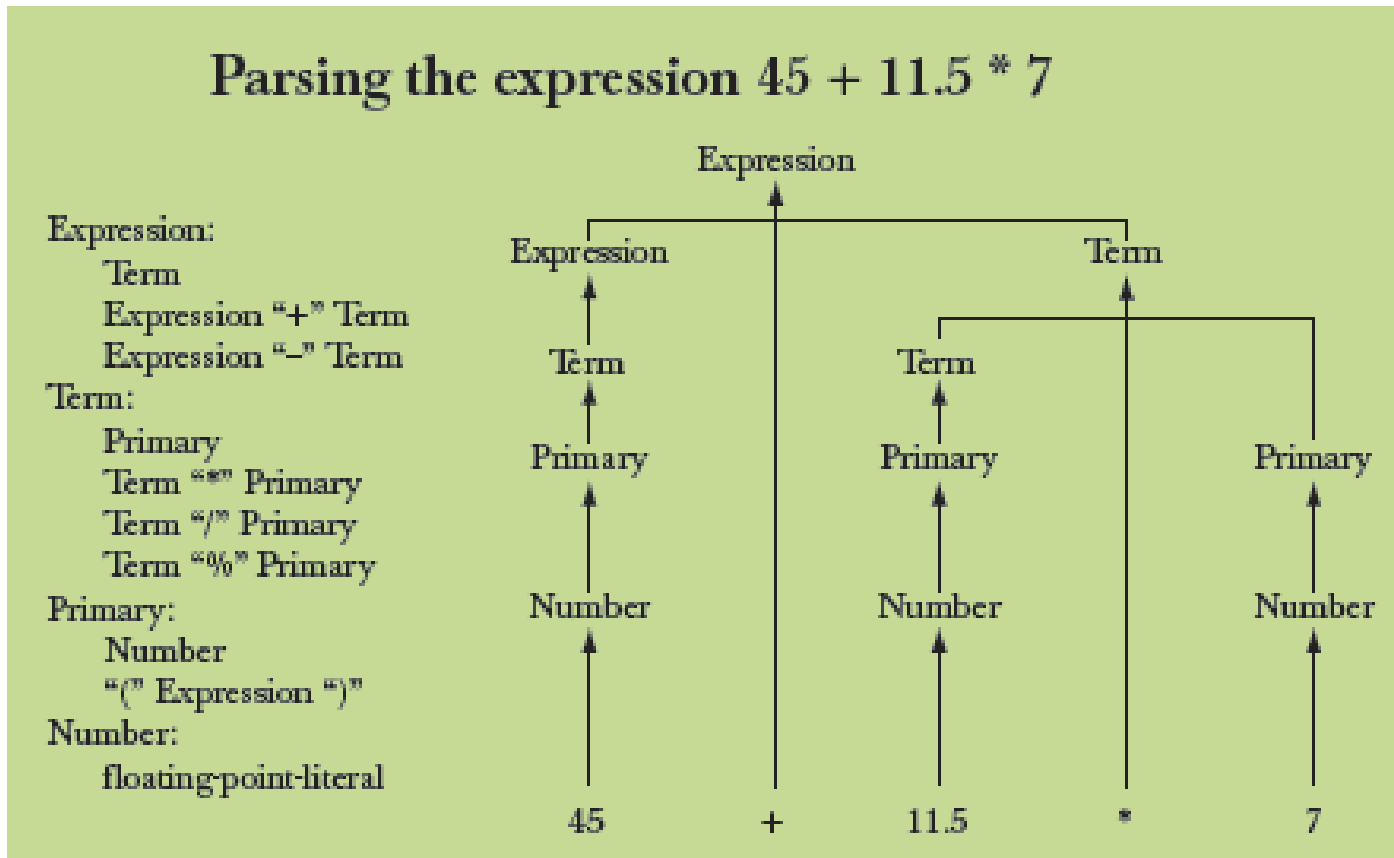 Parsing the expression 45 + 11.5 * 7
Expression:
Term
Expression “+” Term
Expression “–” Term
Term:
Primary
Term “*” Primary
Term “/” Primary
Term “%” Primary
Primary:
Number
“(” Expression “)”
Number:
floating-point-literal
Expression
Expression Term
Term Term
Primary Primary Primary
Number Number Number
45 + 11.5 * 7